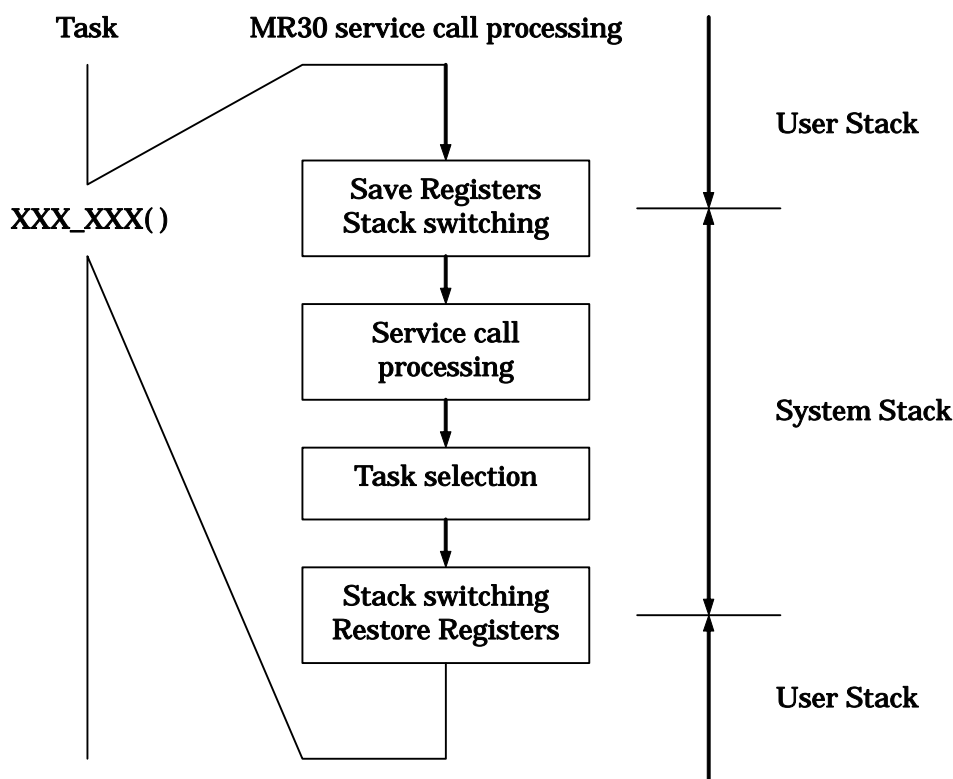 Task
MR30 service call processing
User Stack
Save Registers
Stack switching
XXX_XXX( )
Service call
processing
System Stack
Task selection
Stack switching
Restore Registers
User Stack